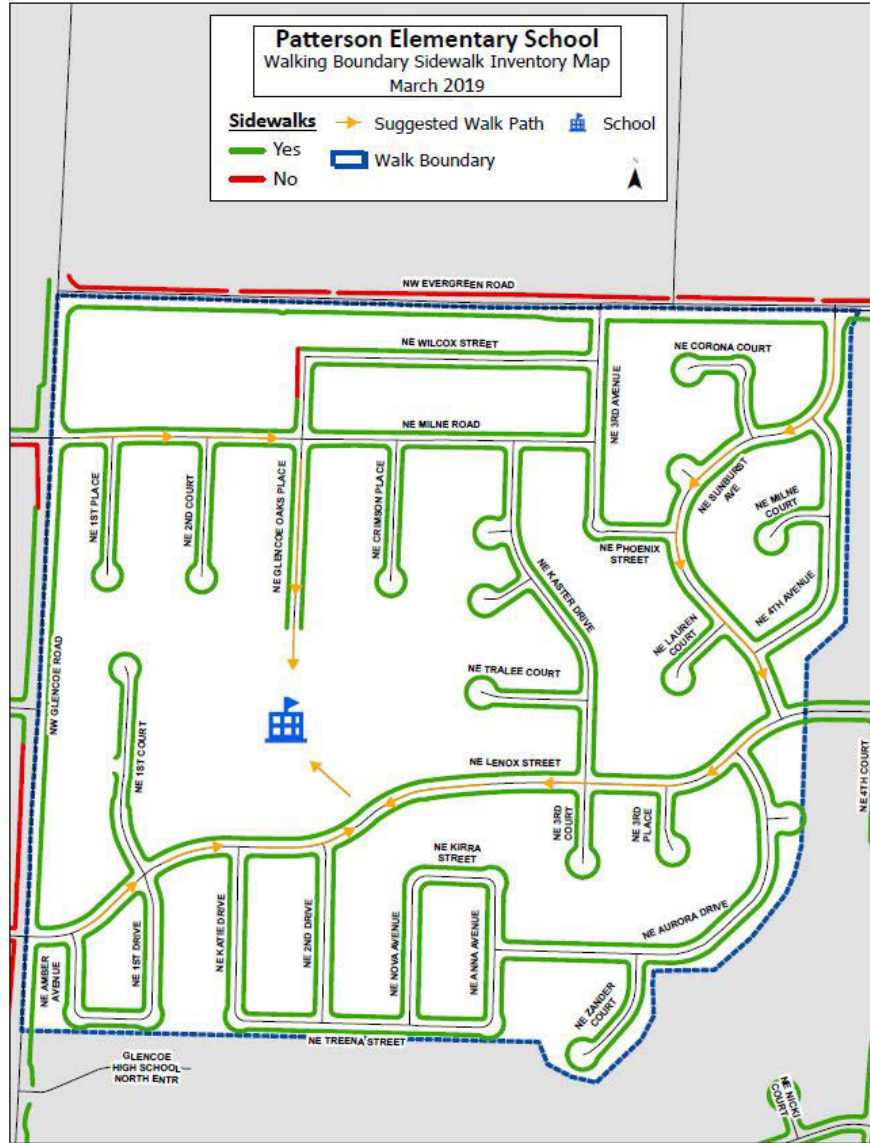 Patterson Elementary School
Walking Boundary Sidewalk Inventory Map
March 2019
Sidewalks
Suggested Walk Path
School
Yes
Walk Boundary
No
N
NW EVERGREEN ROAD
NE WILCOX STREET
NE CORONA COURT
NE 3RD AVENUE
NE MILNE ROAD
NE 1ST PLACE
NE 2ND COURT
NE GLENCOE OAKS PLACE
NE CRIMSON PLACE
NE SUNBURST
AVE
NE MILNE
COURT
NE PHOENIX
STREET
NE KASTER DRIVE
NE 4TH AVENUE
NE LAUREN
COURT
NW GLENCOE ROAD
NE TRALEE COURT
NE 1ST COURT
NE LENOX STREET
NE 4TH COURT
NE 3RD
COURT
NE 3RD
PLACE
NE KIRRA
STREET
NE AMBER
AVENUE
NE 1ST DRIVE
NE KATIE DRIVE
NE 2ND DRIVE
NE NOVA AVENUE
NE ANNA AVENUE
NE AURORA DRIVE
NE ZANDER
COURT
NE TREENA STREET
GLENCOE
HIGH SCHOOL
NORTH ENTR
NE NICKI
COURT